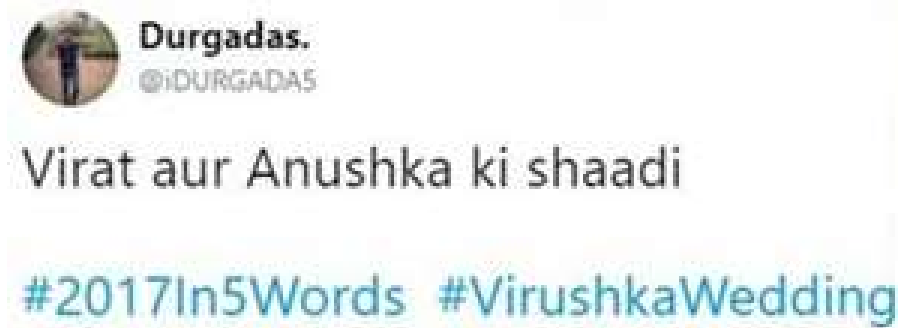 Durgadas.
@iDURGADAS
Virat aur Anushka ki shaadi
#2017In5Words #VirushkaWedding